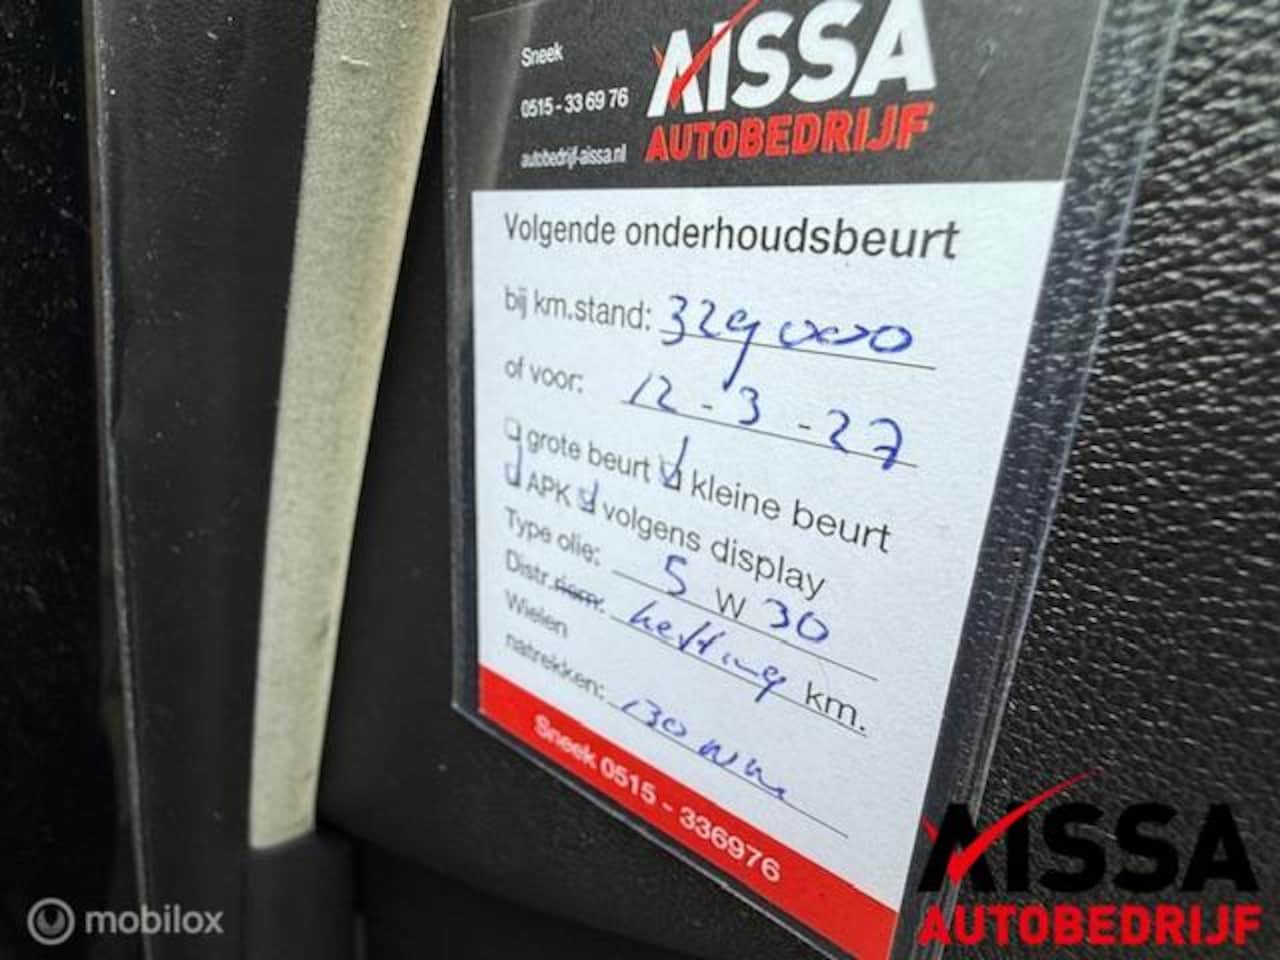 Sneek
0515 - 33 69 76
autobedrijf-aissa.nl
AISSA
AUTOBEDRIJF
Volgende onderhoudsbeurt
bij km.stand: 329000
of voor: 12-3-27
grote beurt kleine beurt
APK volgens display
Type olie: 5 W 30
Distr.riem: ketting km.
Wielen
natrekken: 130 Nm
Sneek 0515 - 336976
AISSA
AUTOBEDRIJF
mobilox